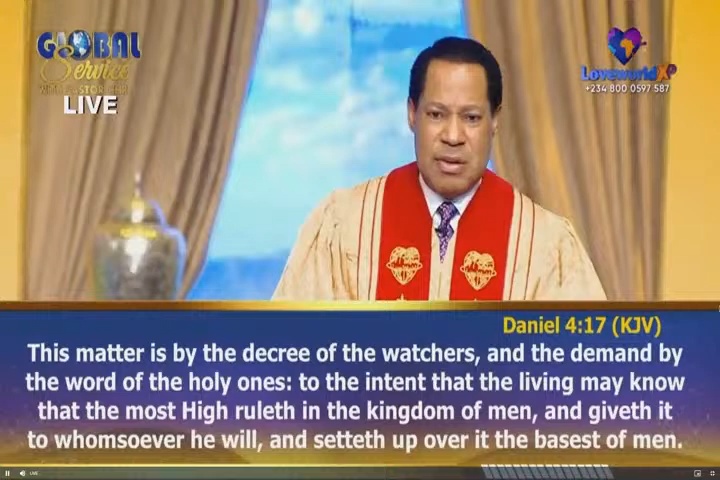 GLOBAL
Service
LIVE
LoveworldXP
+234 800 0597 587
Daniel 4:17 (KJV)
This matter is by the decree of the watchers, and the demand by
the word of the holy ones: to the intent that the living may know
that the most High ruleth in the kingdom of men, and giveth it
to whomsoever he will, and setteth up over it the basest of men.
LIVE